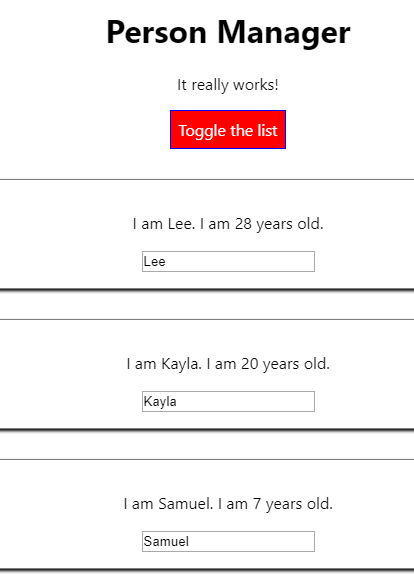 Person Manager
It really works!
Toggle the list
I am Lee. I am 28 years old.
Lee
I am Kayla. I am 20 years old.
Kayla
I am Samuel. I am 7 years old.
Samuel